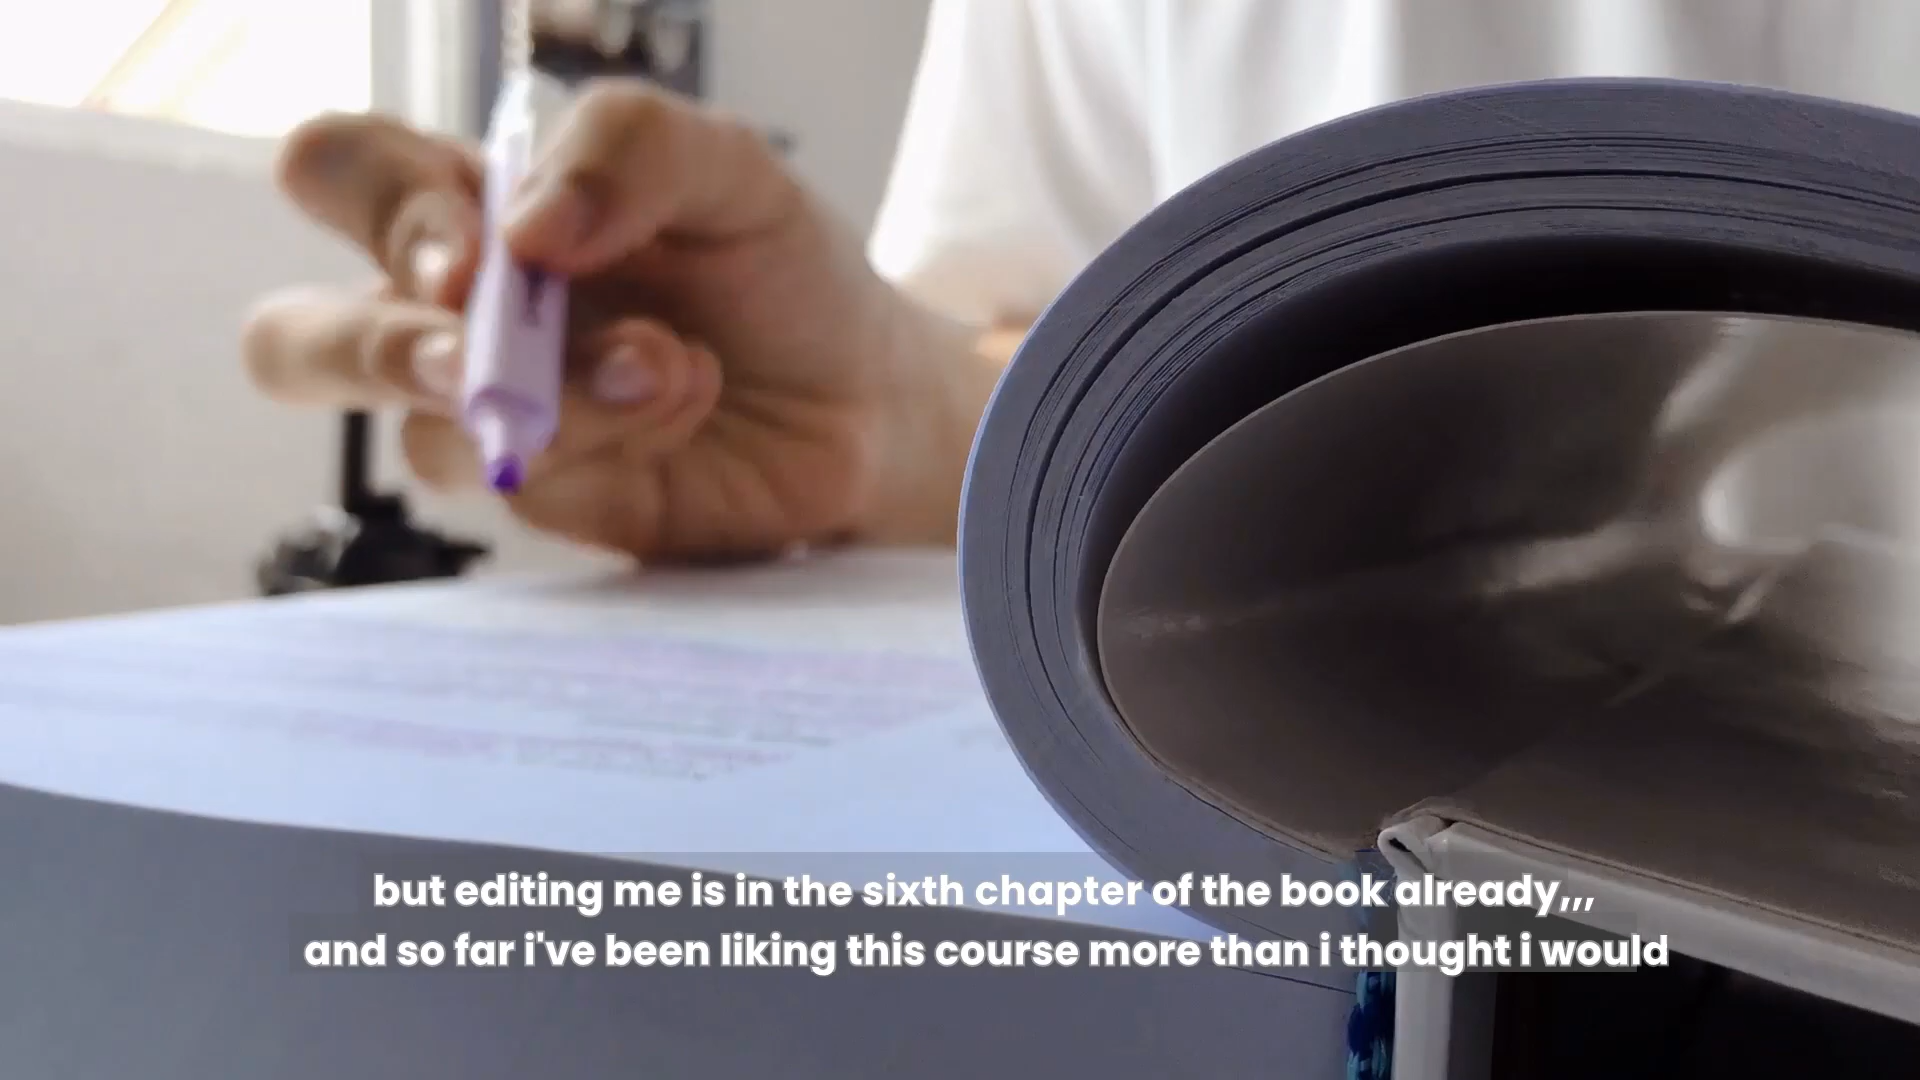 but editing me is in the sixth chapter of the book already,,,
and so far i've been liking this course more than i thought i would